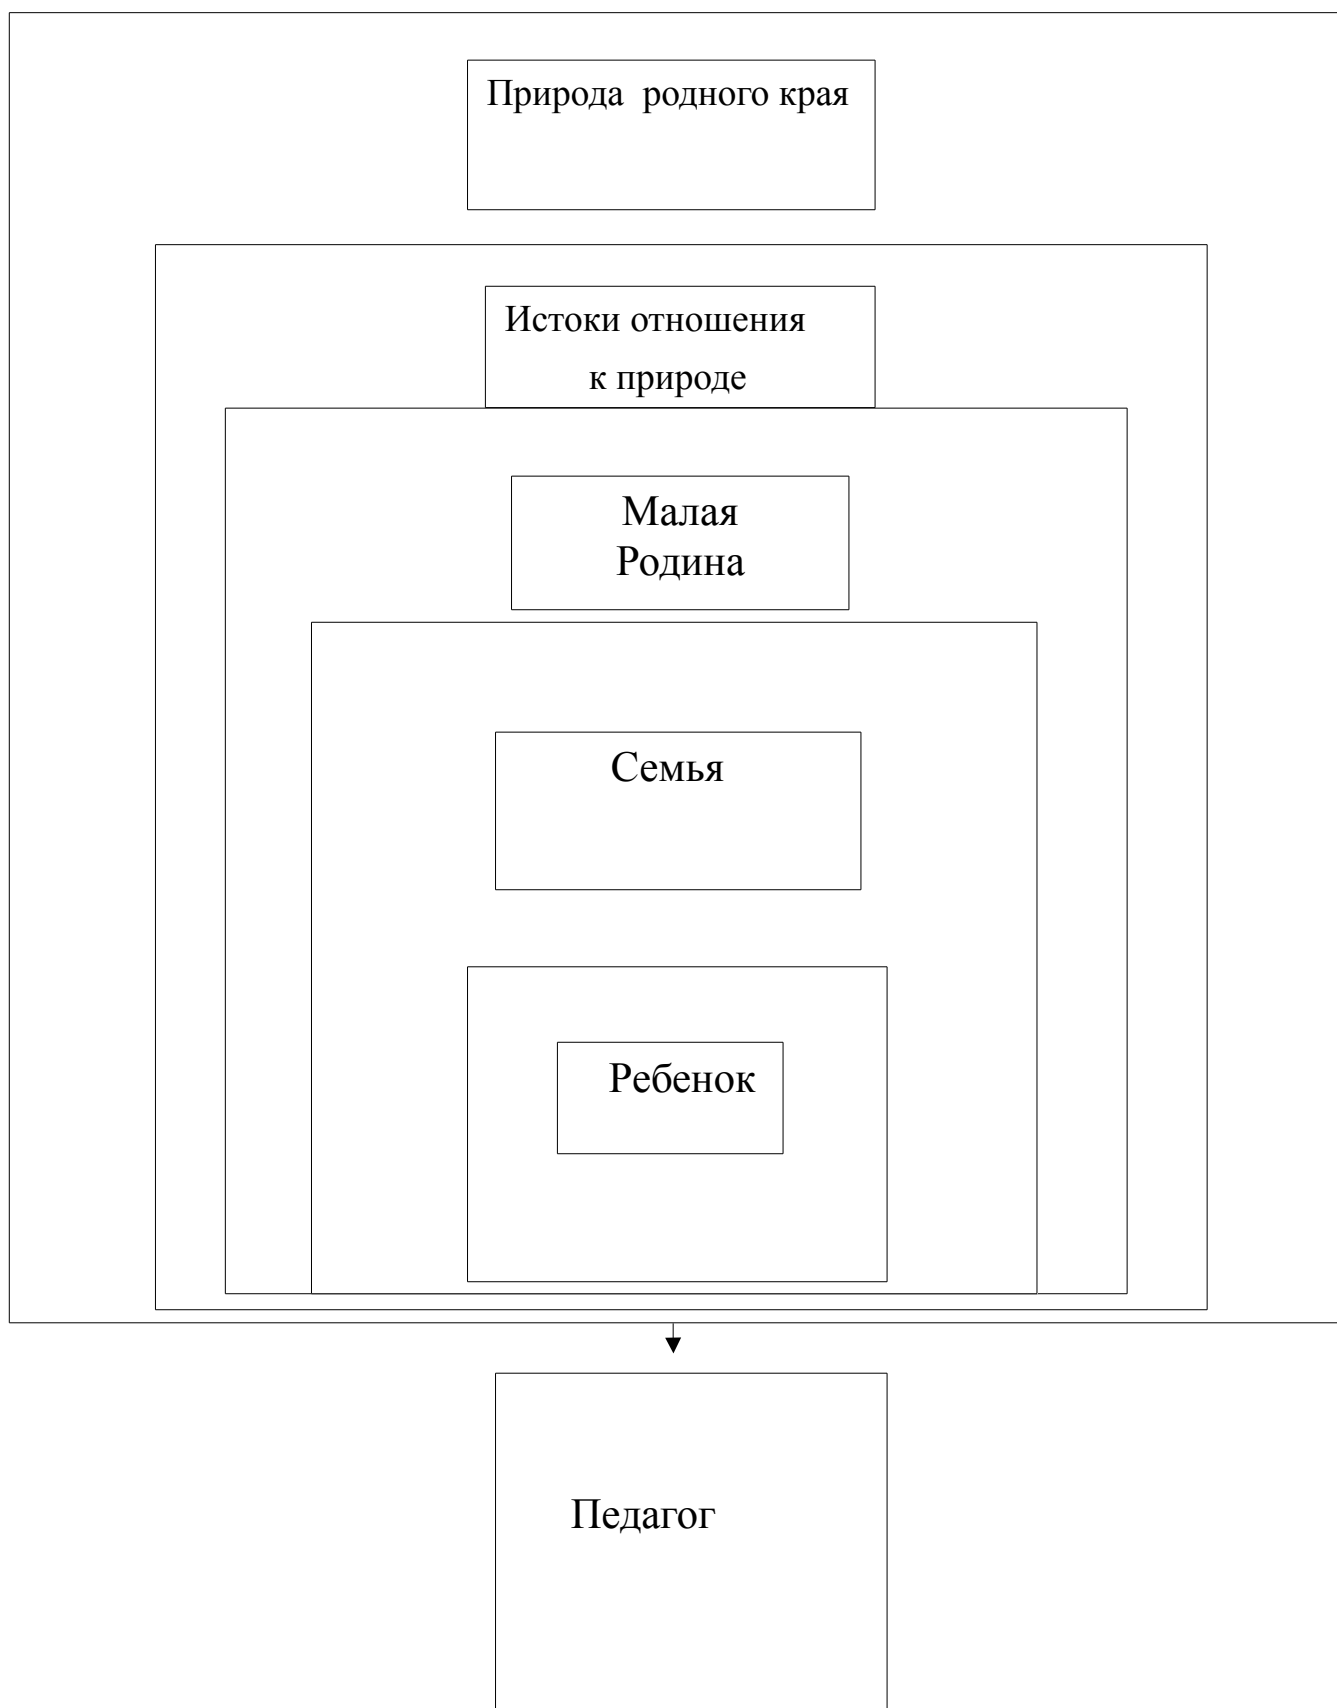 Природа родного края
Истоки отношения
к природе
Малая
Родина
Семья
Ребенок
Педагог